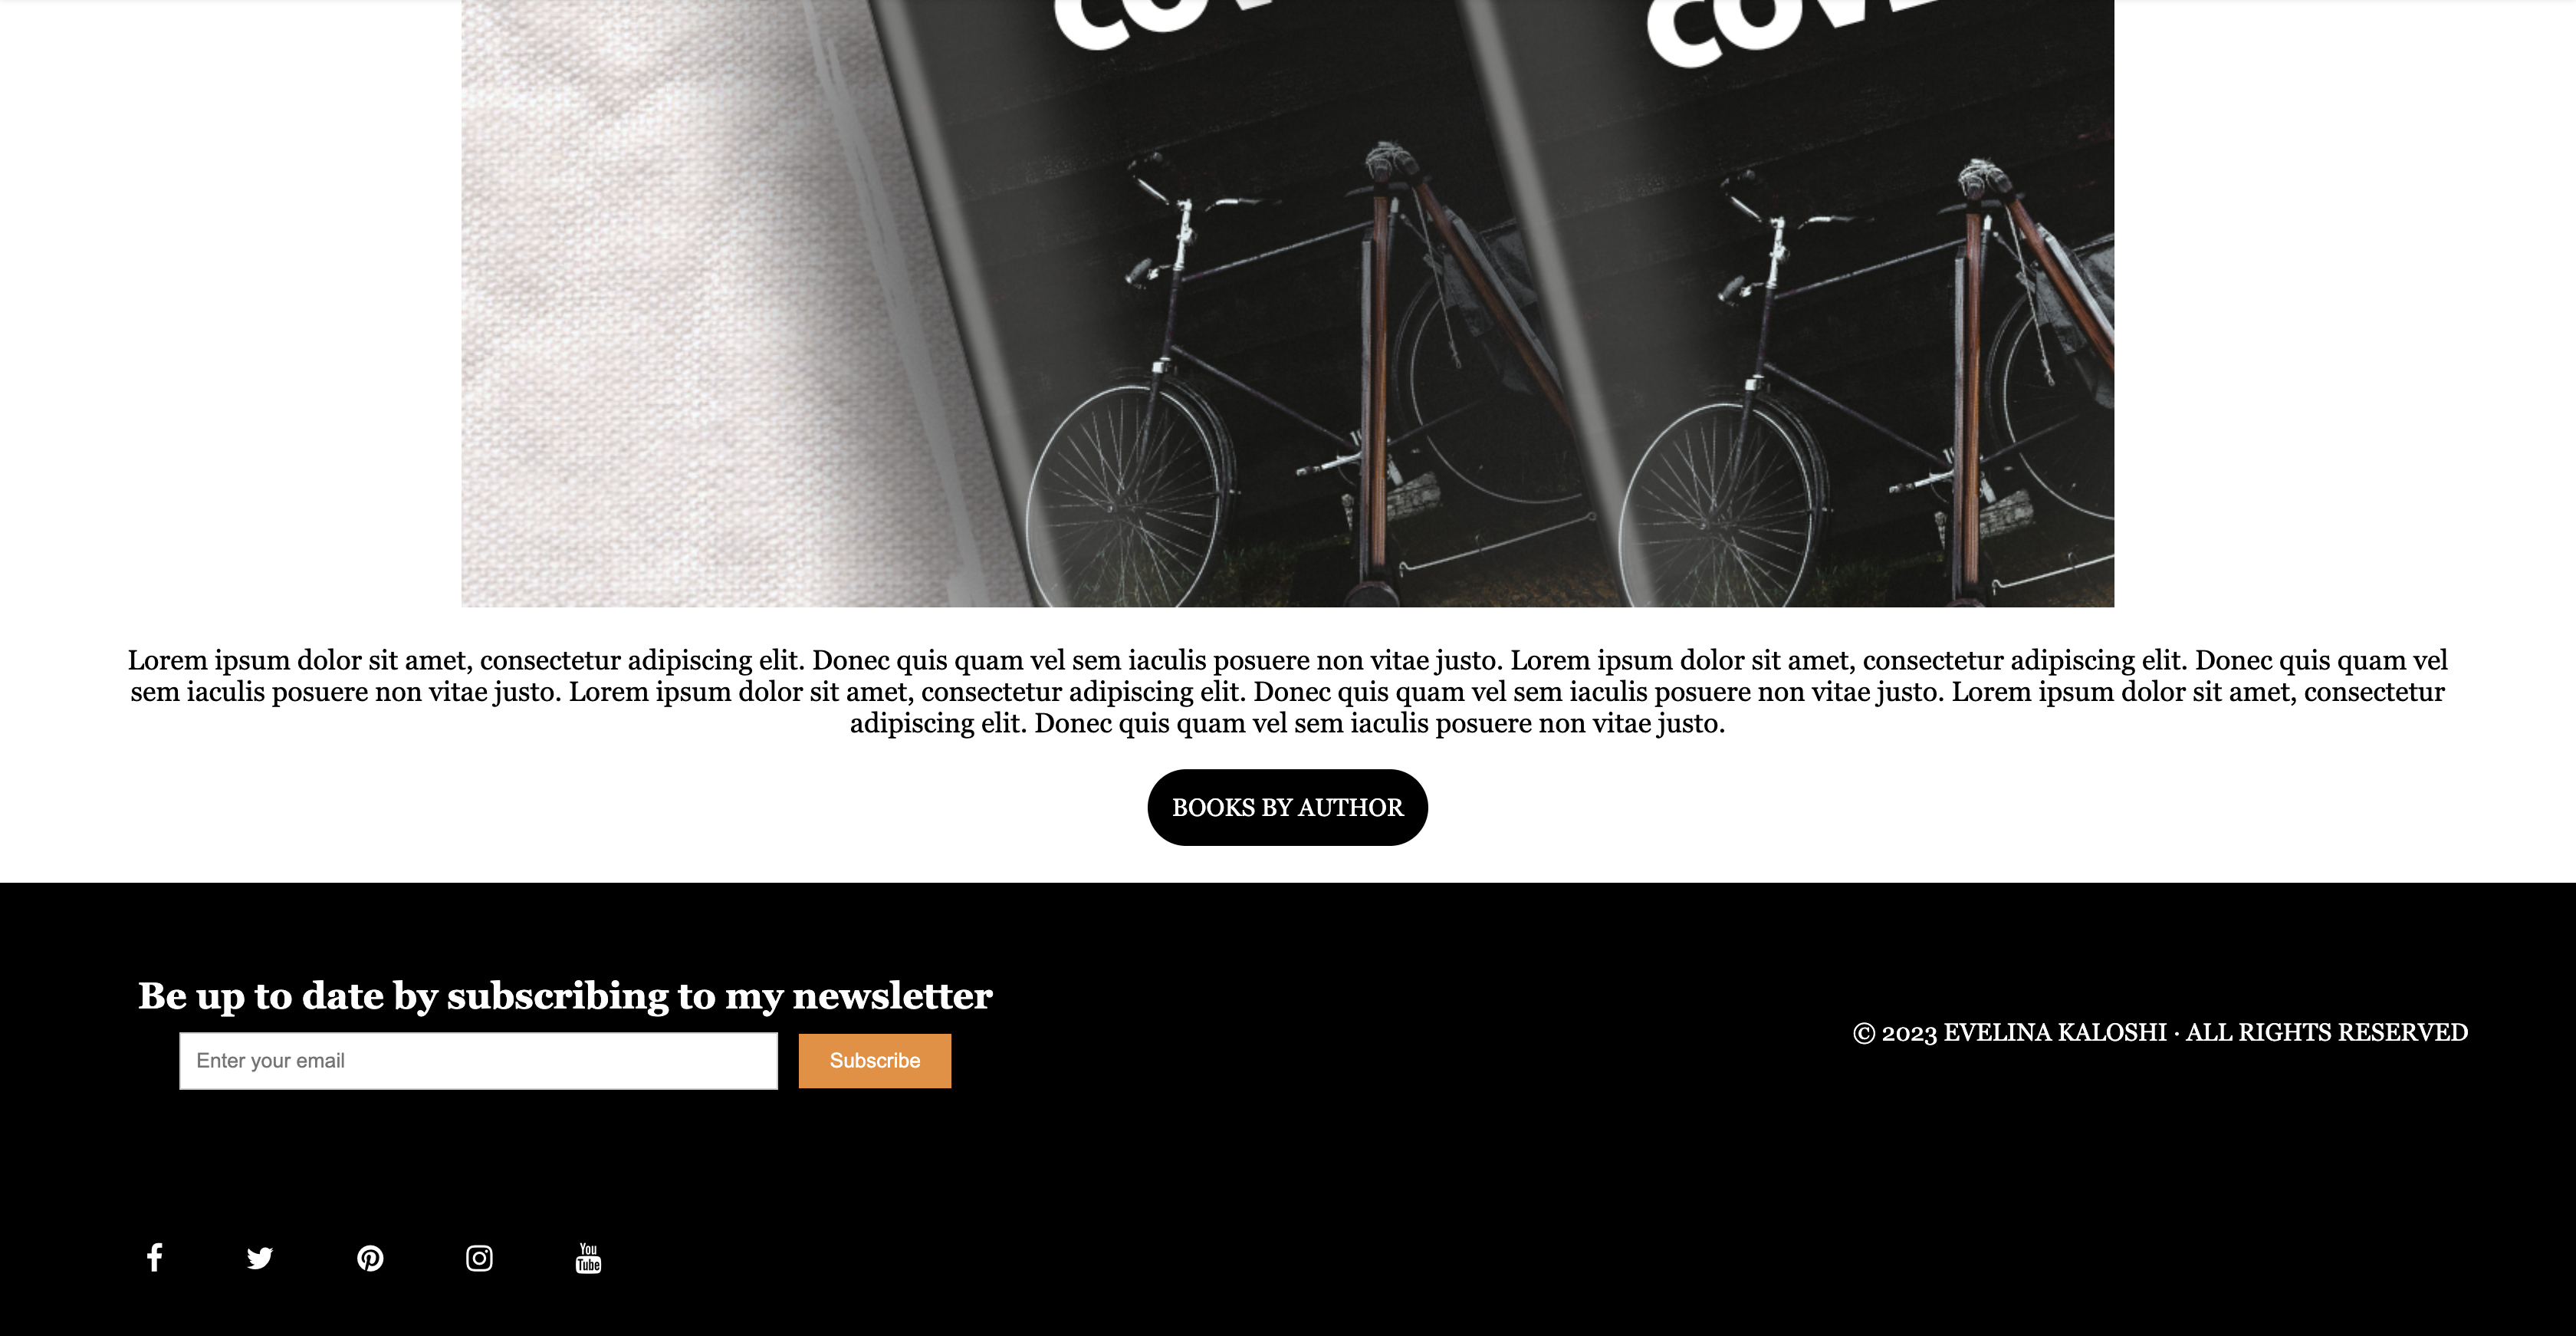 Lorem ipsum dolor sit amet, consectetur adipiscing elit. Donec quis quam vel sem iaculis posuere non vitae justo. Lorem ipsum dolor sit amet, consectetur adipiscing elit. Donec quis quam vel
sem iaculis posuere non vitae justo. Lorem ipsum dolor sit amet, consectetur adipiscing elit. Donec quis quam vel sem iaculis posuere non vitae justo. Lorem ipsum dolor sit amet, consectetur
adipiscing elit. Donec quis quam vel sem iaculis posuere non vitae justo.
BOOKS BY AUTHOR
Be up to date by subscribing to my newsletter
Enter your email
Subscribe
© 2023 EVELINA KALOSHI · ALL RIGHTS RESERVED
You
Tube